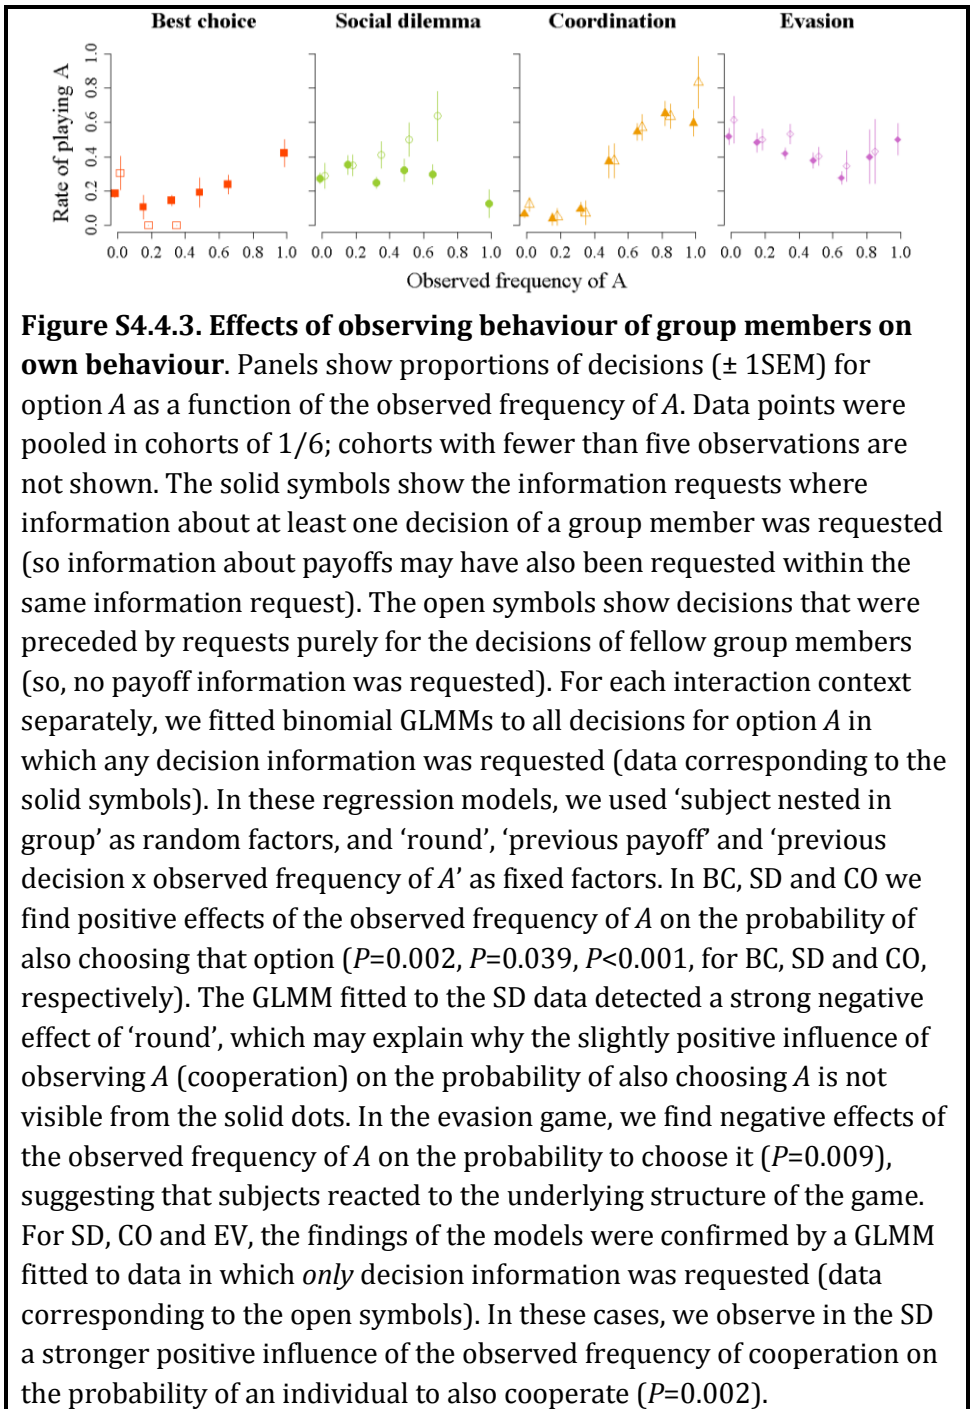 Best choice
Social dilemma
Coordination
Evasion
Rate of playing A
0.0 0.2 0.4 0.6 0.8 1.0
0.0 0.2 0.4 0.6 0.8 1.0
0.0 0.2 0.4 0.6 0.8 1.0
0.0 0.2 0.4 0.6 0.8 1.0
0.0 0.2 0.4 0.6 0.8 1.0
Observed frequency of A
Figure S4.4.3. Effects of observing behaviour of group members on
own behaviour. Panels show proportions of decisions (± 1SEM) for
option A as a function of the observed frequency of A. Data points were
pooled in cohorts of 1/6; cohorts with fewer than five observations are
not shown. The solid symbols show the information requests where
information about at least one decision of a group member was requested
(so information about payoffs may have also been requested within the
same information request). The open symbols show decisions that were
preceded by requests purely for the decisions of fellow group members
(so, no payoff information was requested). For each interaction context
separately, we fitted binomial GLMMs to all decisions for option A in
which any decision information was requested (data corresponding to the
solid symbols). In these regression models, we used ‘subject nested in
group’ as random factors, and ‘round’, ‘previous payoff’ and ‘previous
decision x observed frequency of A’ as fixed factors. In BC, SD and CO we
find positive effects of the observed frequency of A on the probability of
also choosing that option (P=0.002, P=0.039, P<0.001, for BC, SD and CO,
respectively). The GLMM fitted to the SD data detected a strong negative
effect of ‘round’, which may explain why the slightly positive influence of
observing A (cooperation) on the probability of also choosing A is not
visible from the solid dots. In the evasion game, we find negative effects of
the observed frequency of A on the probability to choose it (P=0.009),
suggesting that subjects reacted to the underlying structure of the game.
For SD, CO and EV, the findings of the models were confirmed by a GLMM
fitted to data in which only decision information was requested (data
corresponding to the open symbols). In these cases, we observe in the SD
a stronger positive influence of the observed frequency of cooperation on
the probability of an individual to also cooperate (P=0.002).